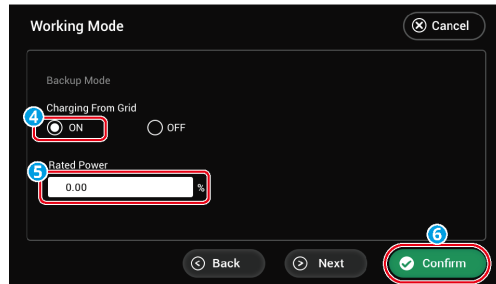 Working Mode
Cancel
Backup Mode
Charging From Grid
4
ON
OFF
5
Rated Power
0.00
%
6
Back
Next
Confirm